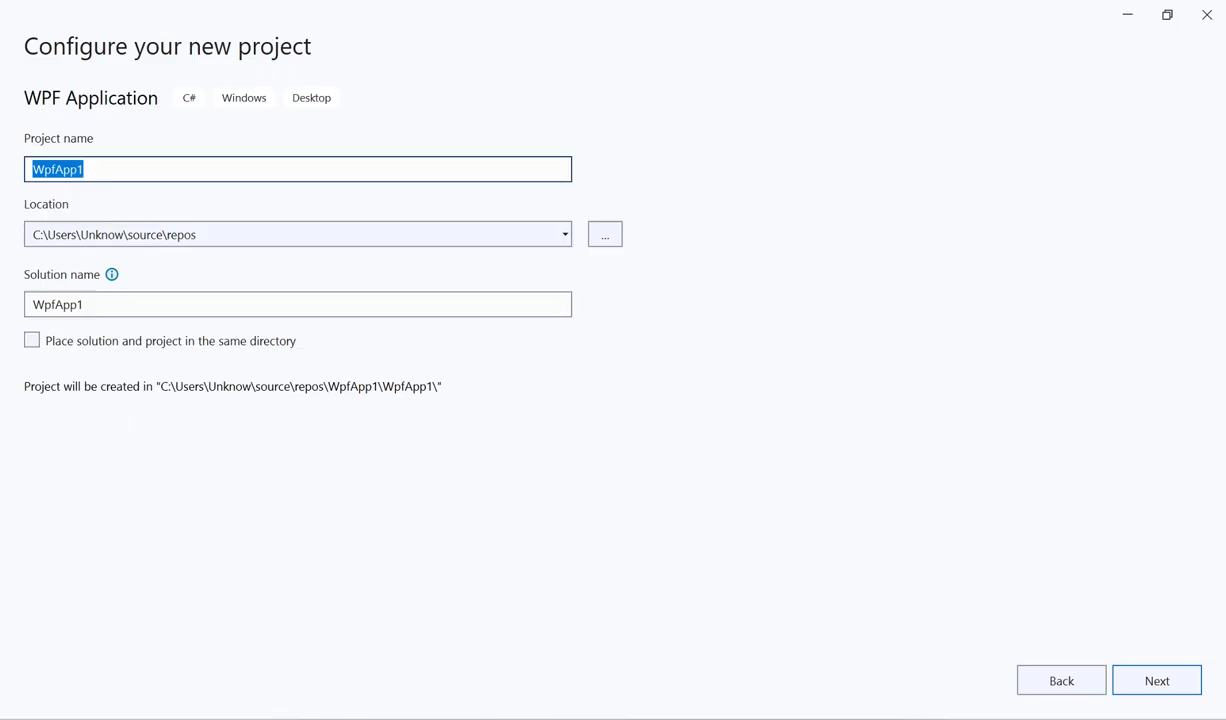 Configure your new project
WPF Application C# Windows Desktop
Project name
WpfApp1
Location
C:\Users\Unknow\source\repos
...
Solution name
WpfApp1
Place solution and project in the same directory
Project will be created in "C:\Users\Unknow\source\repos\WpfApp1\WpfApp1\"
Back Next